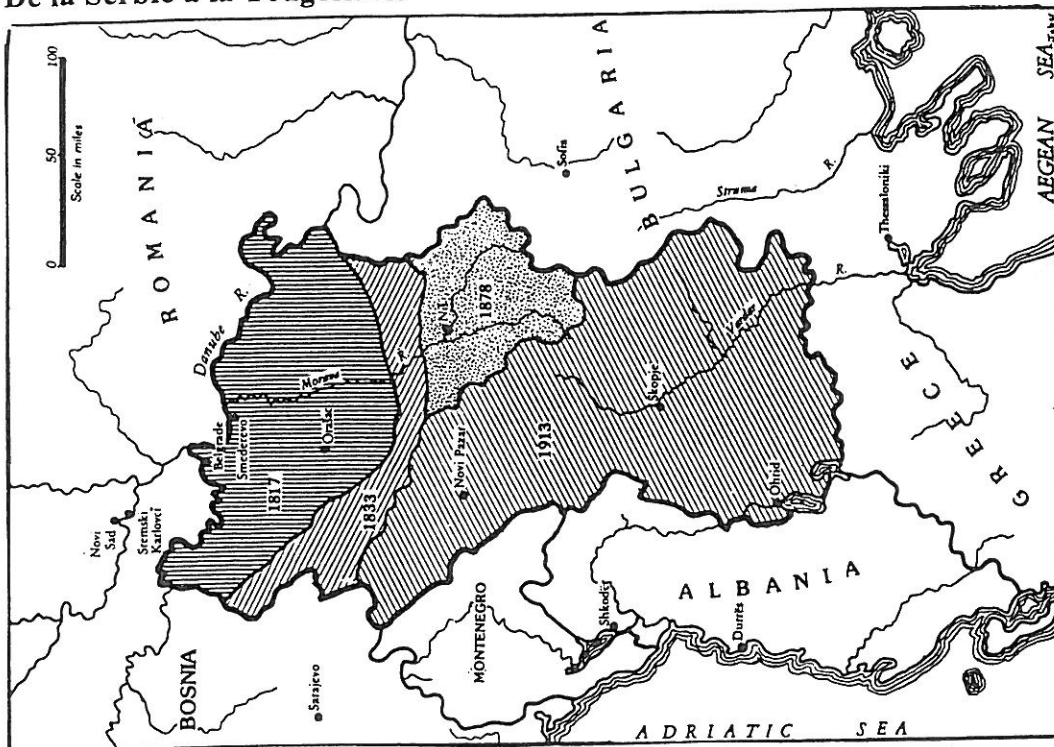 De la Serbie à la
0 50 100
Scale in miles
ROMANIA
Danube R.
Novi
Sad
Sremski
Karlovci
Belgrade
Smederevo
Morava
R.
Orašac
1817
1833
BOSNIA
Sarajevo
Niš
1878
Sofia
BULGARIA
Struma R.
Novi Pazar
1913
MONTENEGRO
Skopje
Vardar R.
Shkodër
ALBANIA
Durrës
Ohrid
GREECE
Thessaloniki
ADRIATIC SEA
AEGEAN SEA